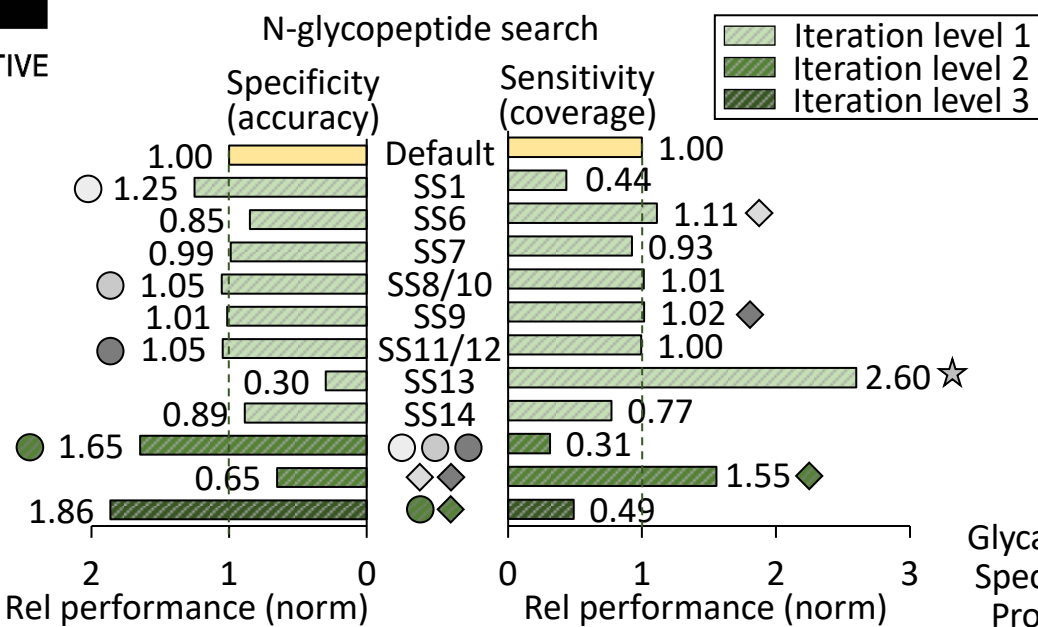 N-glycopeptide search
Iteration level 1
Iteration level 2
Iteration level 3
TIVE
Specificity
(accuracy)
Sensitivity
(coverage)
1.00 Default 1.00
1.25 SS1 0.44
0.85 SS6 1.11
0.99 SS7 0.93
1.05 SS8/10 1.01
1.01 SS9 1.02
1.05 SS11/12 1.00
0.30 SS13 2.60
0.89 SS14 0.77
1.65 0.31
0.65 1.55
1.86 0.49
2 1 0 0 1 2 3
Rel performance (norm) Rel performance (norm)
Glyca
Spec
Pro